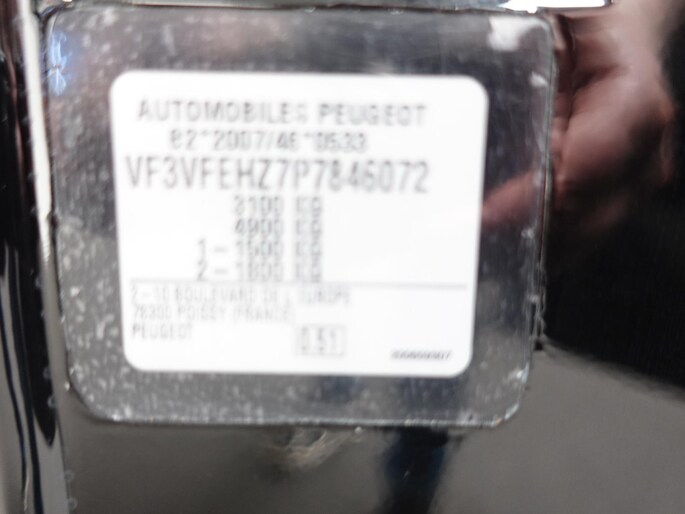 AUTOMOBILES PEUGEOT
e2*2007/46*0533
VF3VFEHZ7P7846072
3100 KG
4900 KG
1 - 1500 KG
2 - 1800 KG
2-10 BOULEVARD DE L'EUROPE
78300 POISSY (FRANCE)
PEUGEOT
0.51